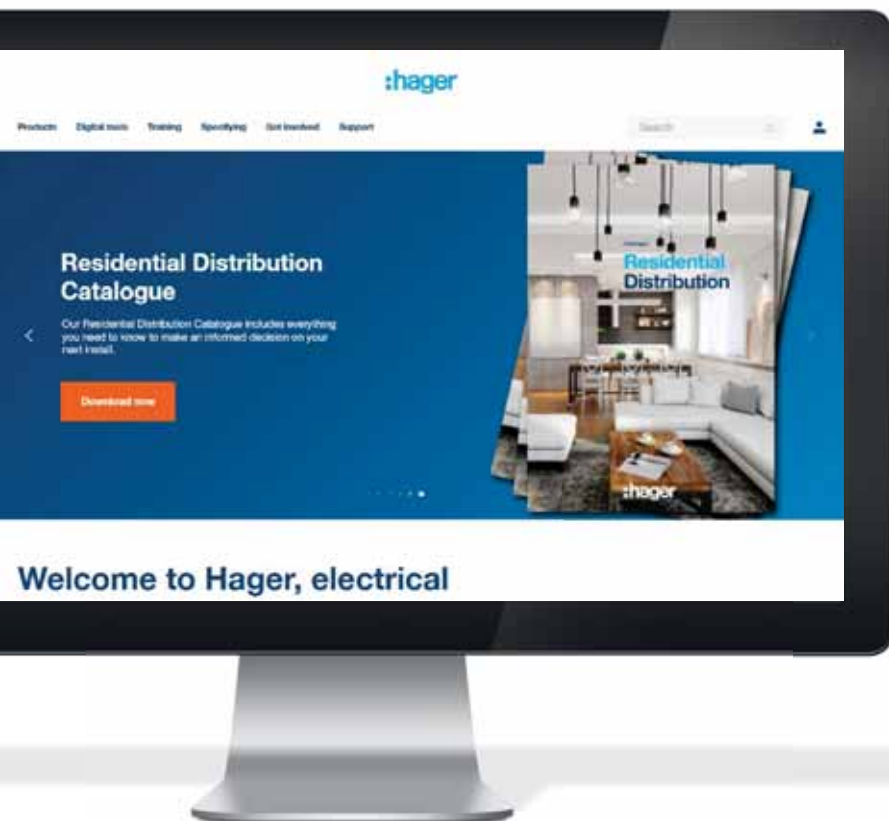 :hager
Products Digital tools Training Specifying Get involved Support
Search
Residential Distribution
Catalogue
Our Residential Distribution Catalogue includes everything
you need to know to make an informed decision on your
next install.
Download now
Residential
Distribution
:hager
Welcome to Hager, electrical